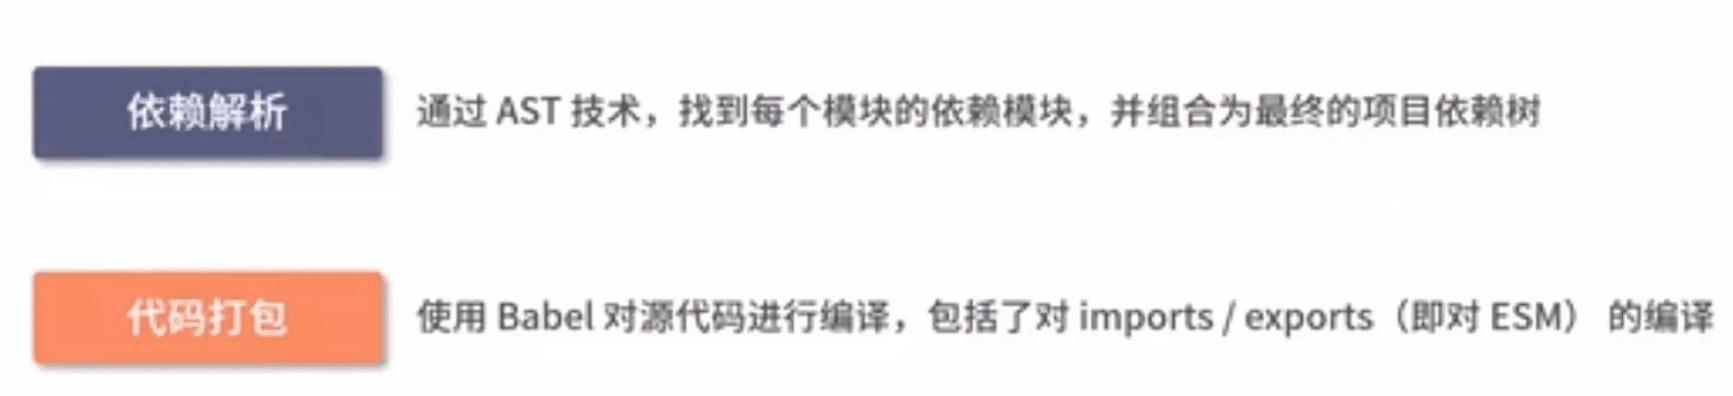 依赖解析
通过 AST 技术，找到每个模块的依赖模块，并组合为最终的项目依赖树
代码打包
使用 Babel 对源代码进行编译，包括了对 imports / exports（即对 ESM） 的编译